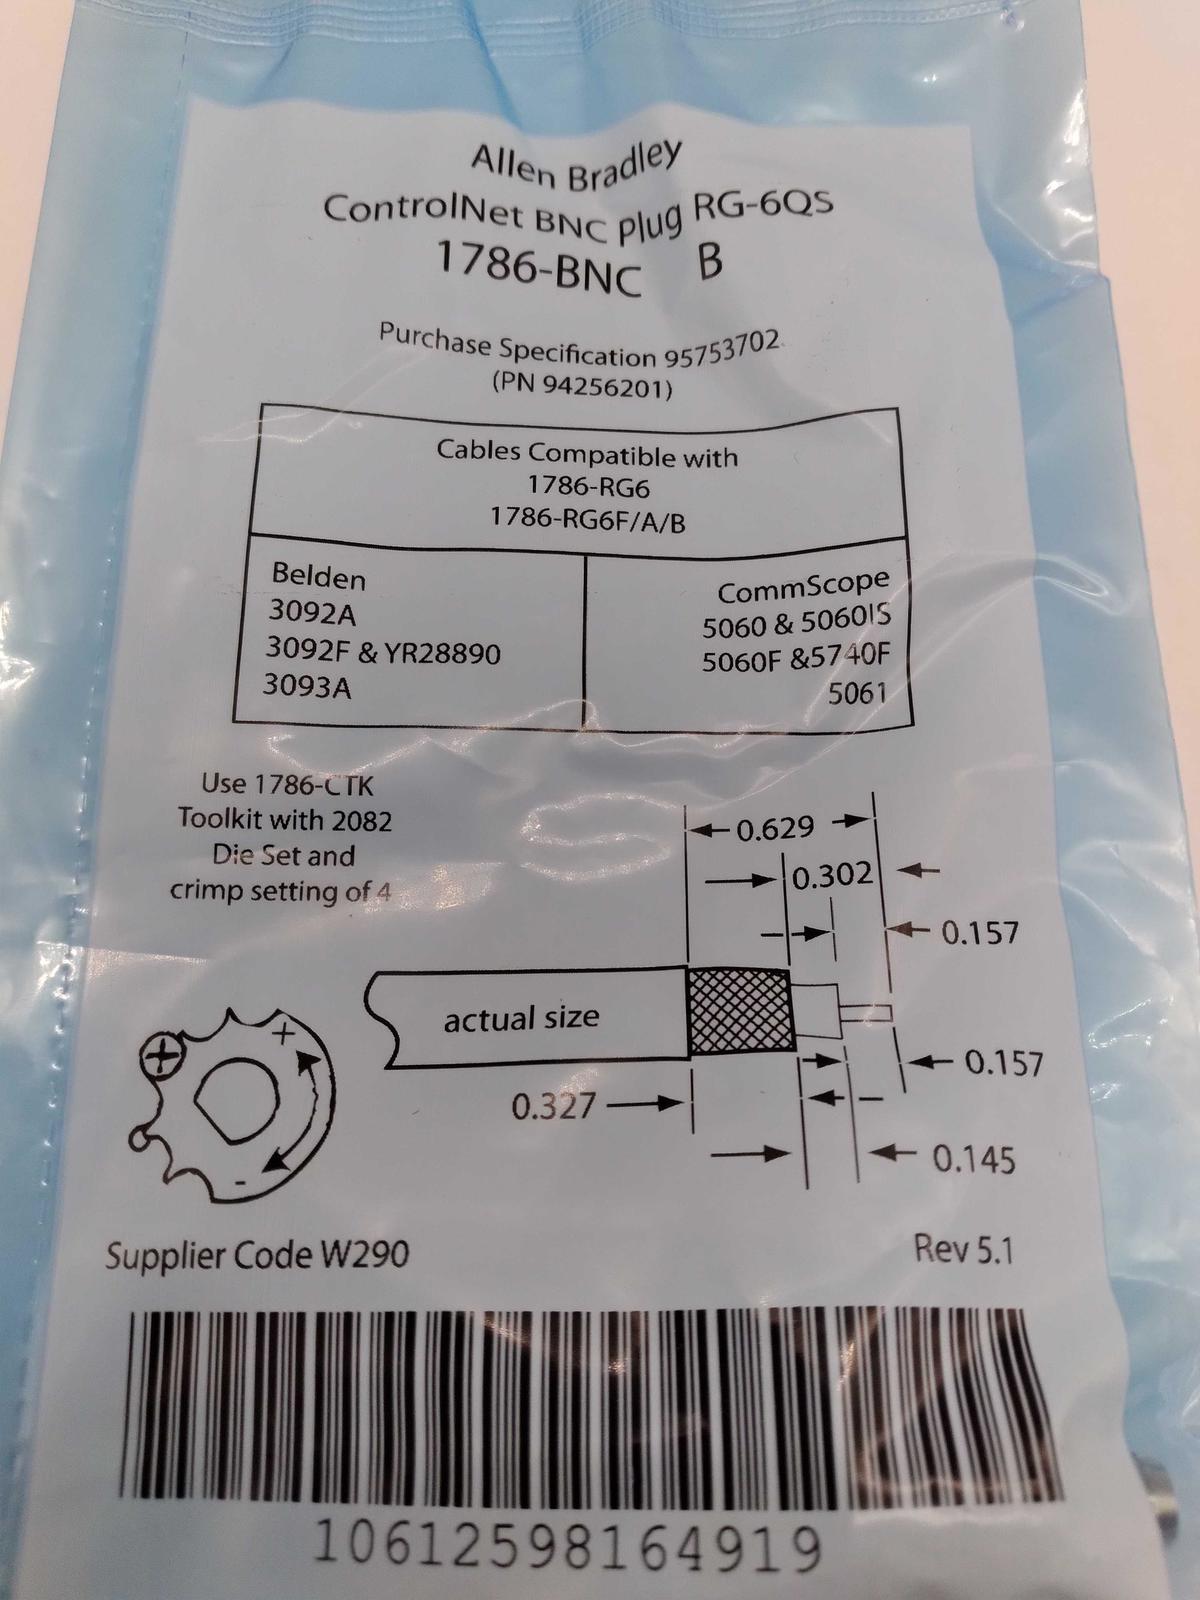 Allen Bradley
ControlNet BNC Plug RG-6QS
1786-BNC B
Purchase Specification 95753702
(PN 94256201)
Cables Compatible with
1786-RG6
1786-RG6F/A/B
Belden
3092A
3092F & YR28890
3093A
CommScope
5060 & 5060IS
5060F &5740F
5061
Use 1786-CTK
Toolkit with 2082
Die Set and
crimp setting of 4
0.629
0.302
0.157
actual size
+
-
0.157
0.327
0.145
Supplier Code W290
Rev 5.1
10612598164919